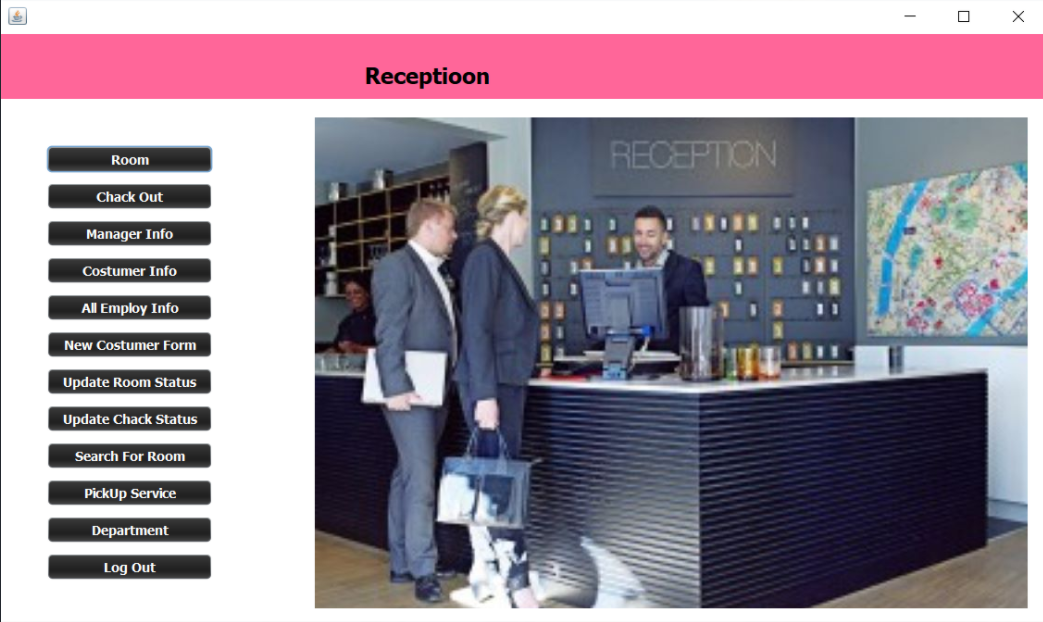 Receptioon
Room
Chack Out
Manager Info
Costumer Info
All Employ Info
New Costumer Form
Update Room Status
Update Chack Status
Search For Room
PickUp Service
Department
Log Out
RECEPTION